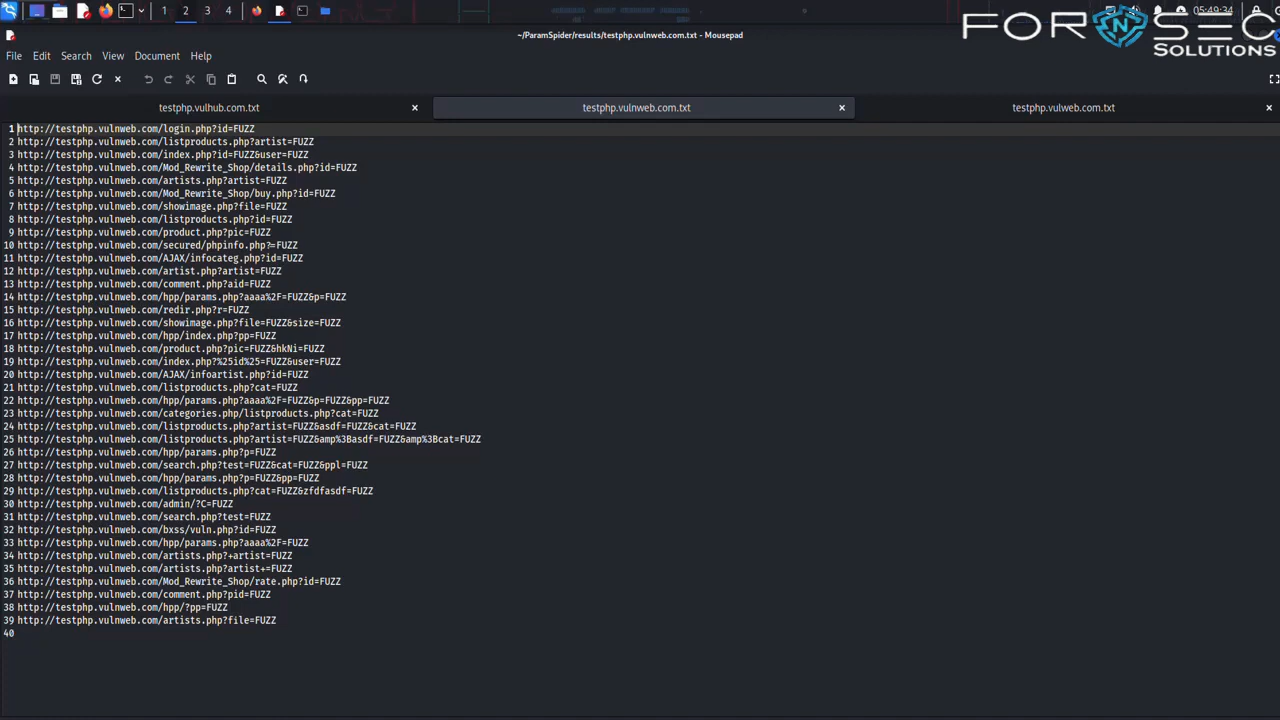 1 2 3 4
05:49:34
FORSEC
SOLUTIONS
~/ParamSpider/results/testphp.vulnweb.com.txt - Mousepad
File Edit Search View Document Help
testphp.vulhub.com.txt testphp.vulnweb.com.txt testphp.vulweb.com.txt
1 http://testphp.vulnweb.com/login.php?id=FUZZ
2 http://testphp.vulnweb.com/listproducts.php?artist=FUZZ
3 http://testphp.vulnweb.com/index.php?id=FUZZ&user=FUZZ
4 http://testphp.vulnweb.com/Mod_Rewrite_Shop/details.php?id=FUZZ
5 http://testphp.vulnweb.com/artists.php?artist=FUZZ
6 http://testphp.vulnweb.com/Mod_Rewrite_Shop/buy.php?id=FUZZ
7 http://testphp.vulnweb.com/showimage.php?file=FUZZ
8 http://testphp.vulnweb.com/listproducts.php?id=FUZZ
9 http://testphp.vulnweb.com/product.php?pic=FUZZ
10 http://testphp.vulnweb.com/secured/phpinfo.php?=FUZZ
11 http://testphp.vulnweb.com/AJAX/infocateg.php?id=FUZZ
12 http://testphp.vulnweb.com/artist.php?artist=FUZZ
13 http://testphp.vulnweb.com/comment.php?aid=FUZZ
14 http://testphp.vulnweb.com/hpp/params.php?aaaa%2F=FUZZ&p=FUZZ
15 http://testphp.vulnweb.com/redir.php?r=FUZZ
16 http://testphp.vulnweb.com/showimage.php?file=FUZZ&size=FUZZ
17 http://testphp.vulnweb.com/hpp/index.php?pp=FUZZ
18 http://testphp.vulnweb.com/product.php?pic=FUZZ&hkNi=FUZZ
19 http://testphp.vulnweb.com/index.php?%25id%25=FUZZ&user=FUZZ
20 http://testphp.vulnweb.com/AJAX/infoartist.php?id=FUZZ
21 http://testphp.vulnweb.com/listproducts.php?cat=FUZZ
22 http://testphp.vulnweb.com/hpp/params.php?aaaa%2F=FUZZ&p=FUZZ&pp=FUZZ
23 http://testphp.vulnweb.com/categories.php/listproducts.php?cat=FUZZ
24 http://testphp.vulnweb.com/listproducts.php?artist=FUZZ&asdf=FUZZ&cat=FUZZ
25 http://testphp.vulnweb.com/listproducts.php?artist=FUZZ&amp%3Basdf=FUZZ&amp%3Bcat=FUZZ
26 http://testphp.vulnweb.com/hpp/params.php?p=FUZZ
27 http://testphp.vulnweb.com/search.php?test=FUZZ&cat=FUZZ&ppl=FUZZ
28 http://testphp.vulnweb.com/hpp/params.php?p=FUZZ&pp=FUZZ
29 http://testphp.vulnweb.com/listproducts.php?cat=FUZZ&zfdfasdf=FUZZ
30 http://testphp.vulnweb.com/admin/?C=FUZZ
31 http://testphp.vulnweb.com/search.php?test=FUZZ
32 http://testphp.vulnweb.com/bxss/vuln.php?id=FUZZ
33 http://testphp.vulnweb.com/hpp/params.php?aaaa%2F=FUZZ
34 http://testphp.vulnweb.com/artists.php?+artist=FUZZ
35 http://testphp.vulnweb.com/artists.php?artist+=FUZZ
36 http://testphp.vulnweb.com/Mod_Rewrite_Shop/rate.php?id=FUZZ
37 http://testphp.vulnweb.com/comment.php?pid=FUZZ
38 http://testphp.vulnweb.com/hpp/?pp=FUZZ
39 http://testphp.vulnweb.com/artists.php?file=FUZZ
40